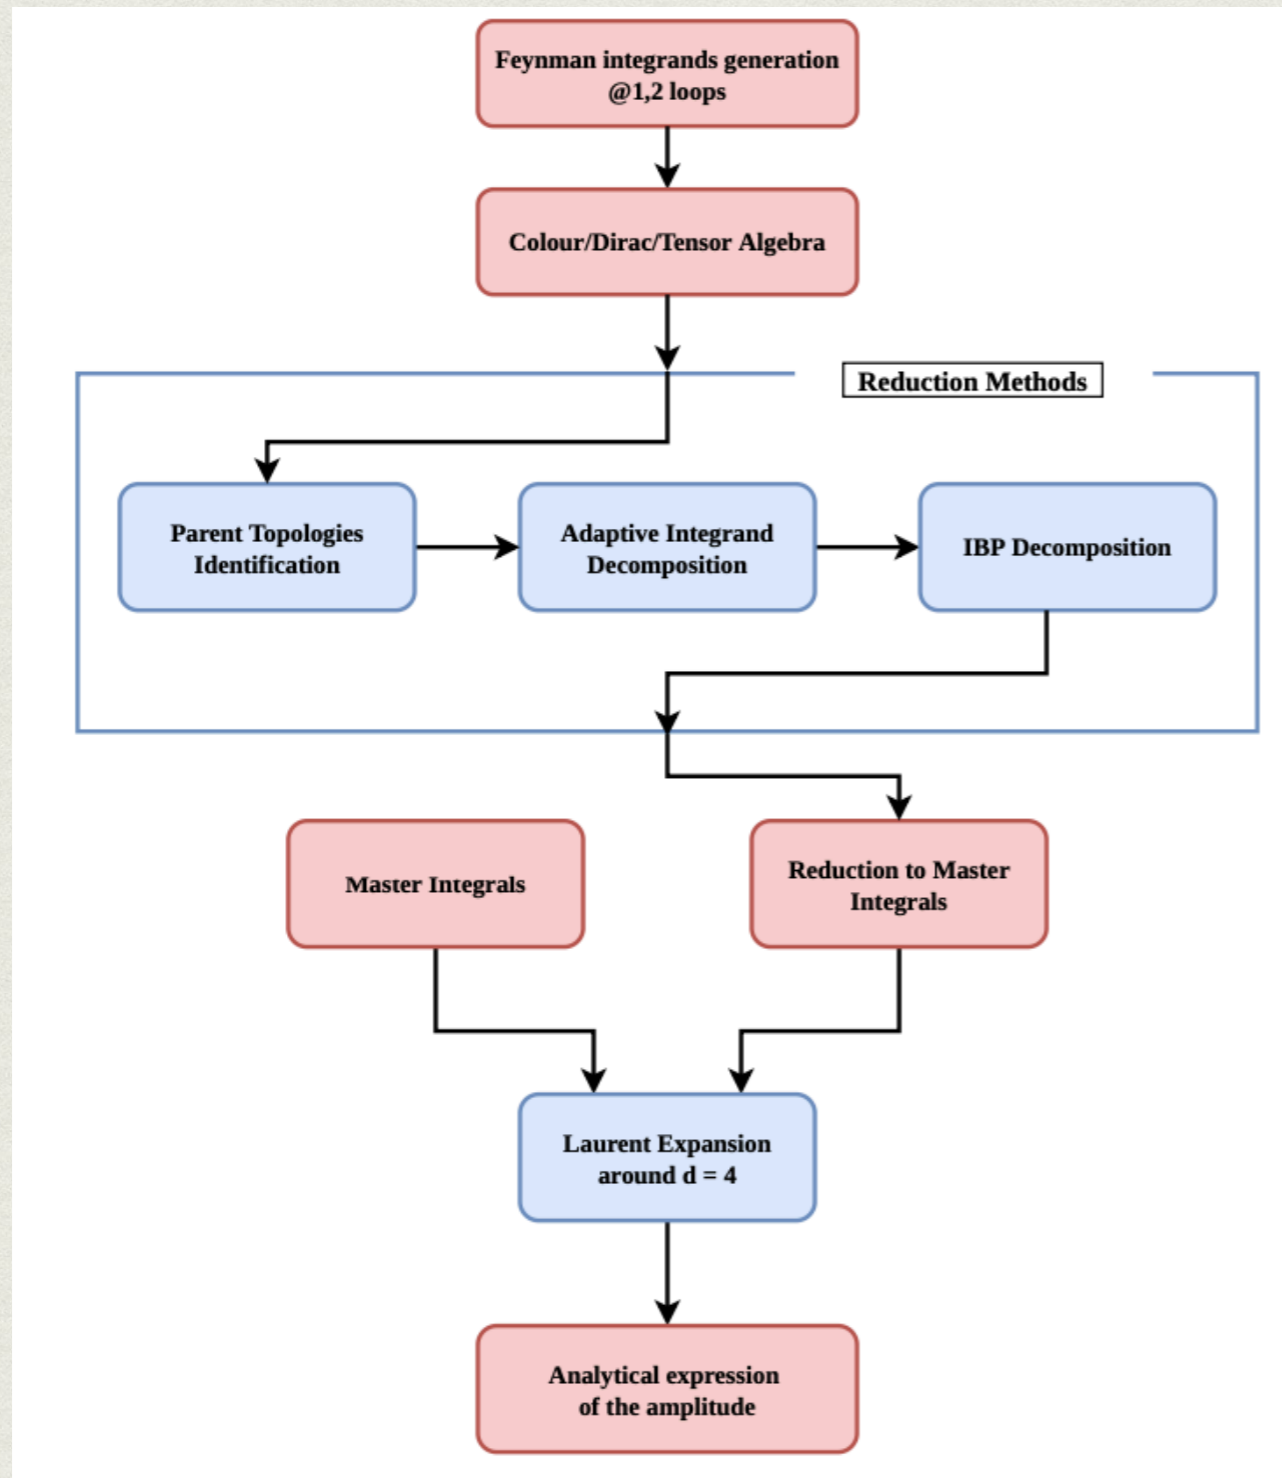 Feynman integrands generation
@1,2 loops
Colour/Dirac/Tensor Algebra
Reduction Methods
Parent Topologies
Identification
Adaptive Integrand
Decomposition
IBP Decomposition
Master Integrals
Reduction to Master
Integrals
Laurent Expansion
around d = 4
Analytical expression
of the amplitude